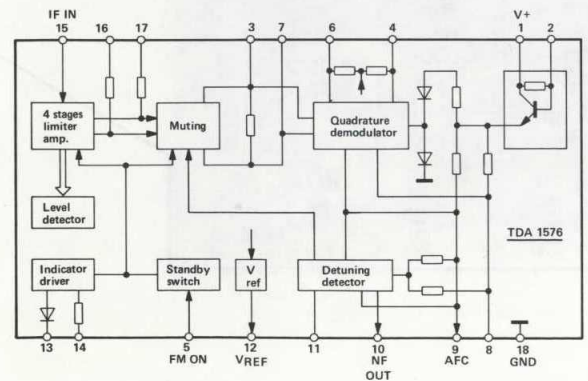 IF IN
V+
15
16
17
3
7
6
4
1
2
4 stages
limiter
amp.
Muting
Quadrature
demodulator
Level
detector
TDA 1576
Indicator
driver
Standby
switch
V
ref
Detuning
detector
13
14
5
12
11
10
9
8
18
FM ON
VREF
NF
OUT
AFC
GND